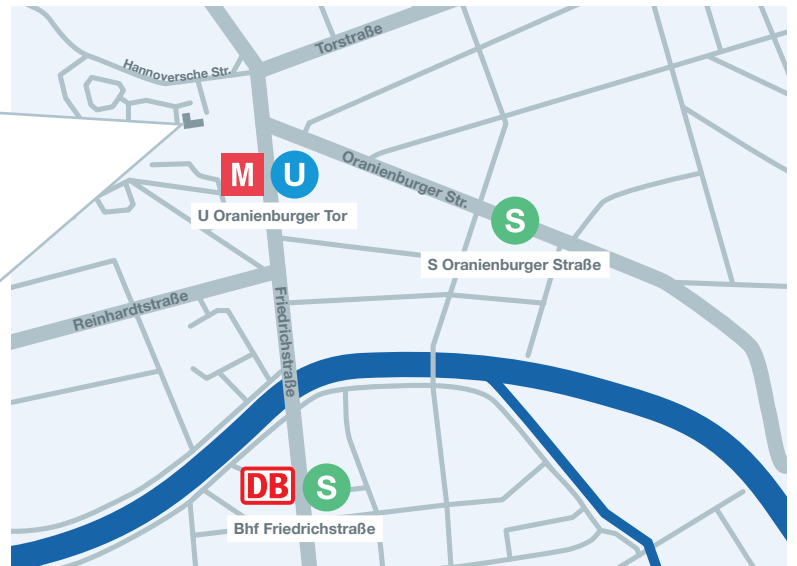 Torstraße
Hannoversche Str.
Oranienburger Str.
M U
U Oranienburger Tor
S
S Oranienburger Straße
Reinhardtstraße
Friedrichstraße
DB S
Bhf Friedrichstraße